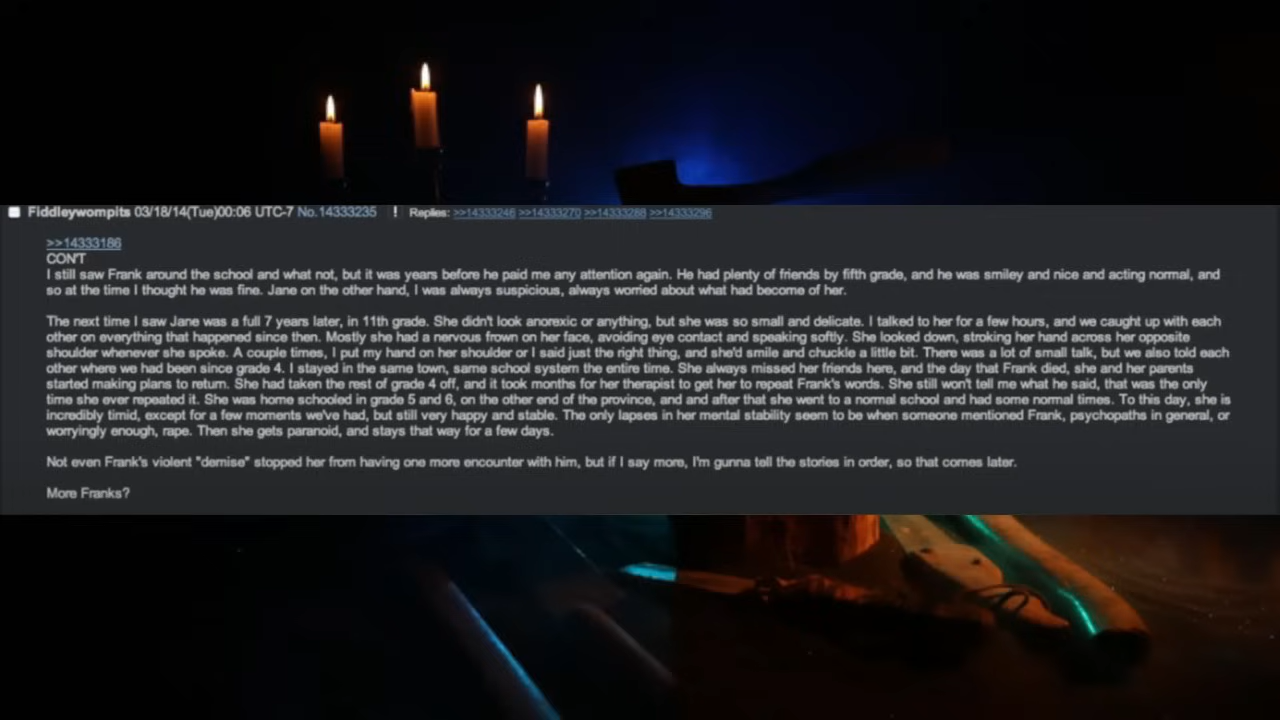 Fiddleywompits 03/18/14(Tue)00:06 UTC-7 No.14333235 ! Replies: >>14333246 >>14333270 >>14333288 >>14333296
>>14333186
CON'T
I still saw Frank around the school and what not, but it was years before he paid me any attention again. He had plenty of friends by fifth grade, and he was smiley and nice and acting normal, and
so at the time I thought he was fine. Jane on the other hand, I was always suspicious, always worried about what had become of her.
The next time I saw Jane was a full 7 years later, in 11th grade. She didn't look anorexic or anything, but she was so small and delicate. I talked to her for a few hours, and we caught up with each
other on everything that happened since then. Mostly she had a nervous frown on her face, avoiding eye contact and speaking softly. She looked down, stroking her hand across her opposite
shoulder whenever she spoke. A couple times, I put my hand on her shoulder or I said just the right thing, and she'd smile and chuckle a little bit. There was a lot of small talk, but we also told each
other where we had been since grade 4. I stayed in the same town, same school system the entire time. She always missed her friends here, and the day that Frank died, she and her parents
started making plans to return. She had taken the rest of grade 4 off, and it took months for her therapist to get her to repeat Frank's words. She still won't tell me what he said, that was the only
time she ever repeated it. She was home schooled in grade 5 and 6, on the other end of the province, and and after that she went to a normal school and had some normal times. To this day, she is
incredibly timid, except for a few moments we've had, but still very happy and stable. The only lapses in her mental stability seem to be when someone mentioned Frank, psychopaths in general, or
worryingly enough, rape. Then she gets paranoid, and stays that way for a few days.
Not even Frank's violent "demise" stopped her from having one more encounter with him, but if I say more, I'm gunna tell the stories in order, so that comes later.
More Franks?